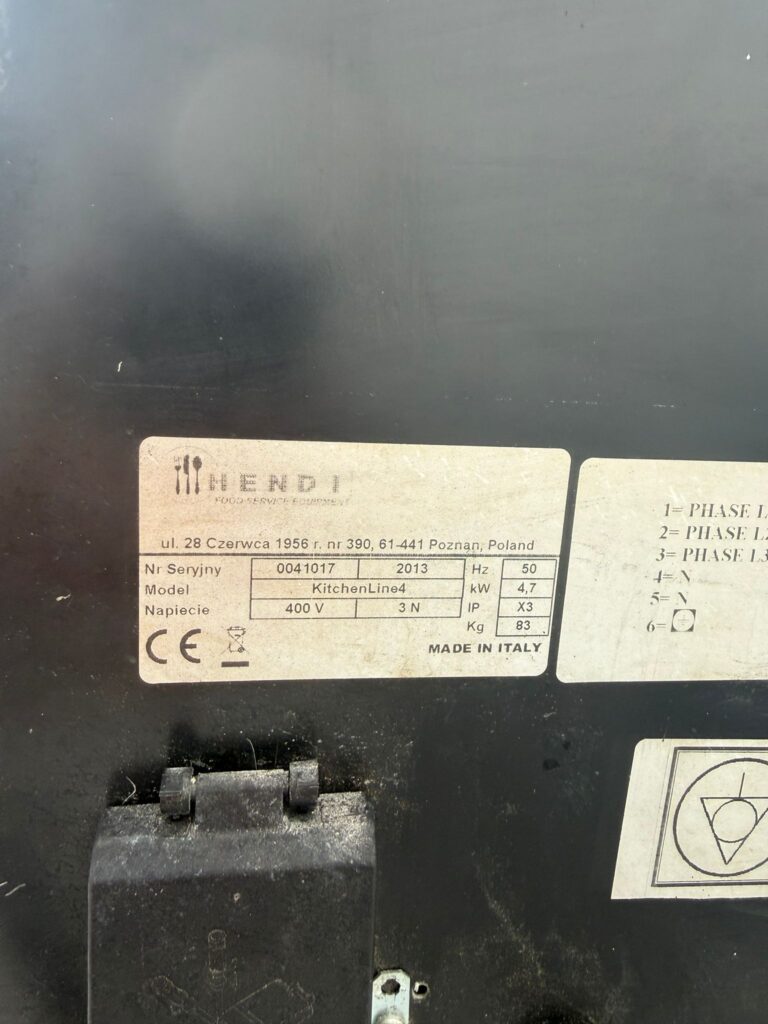 HENDI
FOOD SERVICE EQUIPMENT
ul. 28 Czerwca 1956 r. nr 390, 61-441 Poznan, Poland
Nr Seryjny 0041017 2013 Hz 50
Model KitchenLine4 kW 4,7
Napiecie 400 V 3 N IP X3
Kg 83
CE MADE IN ITALY
1= PHASE L
2= PHASE L2
3= PHASE L3
4= N
5= N
6=